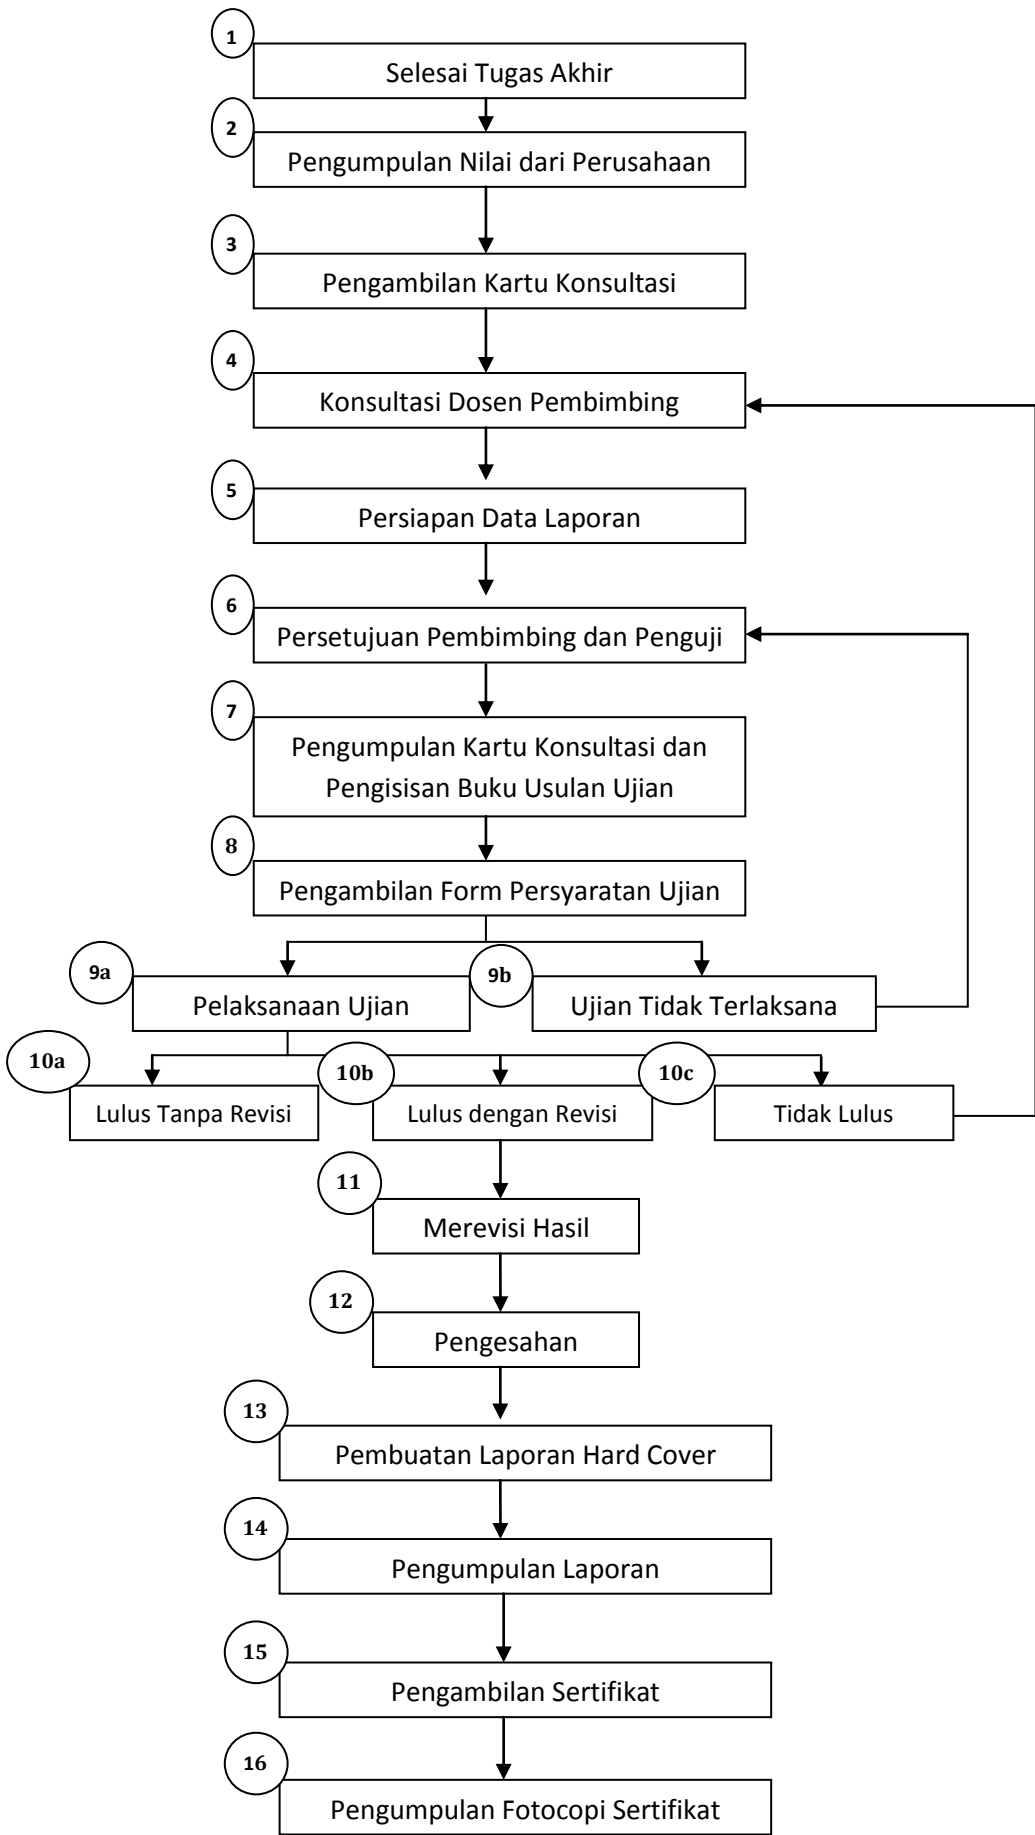 1
Selesai Tugas Akhir
2
Pengumpulan Nilai dari Perusahaan
3
Pengambilan Kartu Konsultasi
4
Konsultasi Dosen Pembimbing
5
Persiapan Data Laporan
6
Persetujuan Pembimbing dan Penguji
7
Pengumpulan Kartu Konsultasi dan
Pengisisan Buku Usulan Ujian
8
Pengambilan Form Persyaratan Ujian
9a
Pelaksanaan Ujian
9b
Ujian Tidak Terlaksana
10a
Lulus Tanpa Revisi
10b
Lulus dengan Revisi
10c
Tidak Lulus
11
Merevisi Hasil
12
Pengesahan
13
Pembuatan Laporan Hard Cover
14
Pengumpulan Laporan
15
Pengambilan Sertifikat
16
Pengumpulan Fotocopi Sertifikat